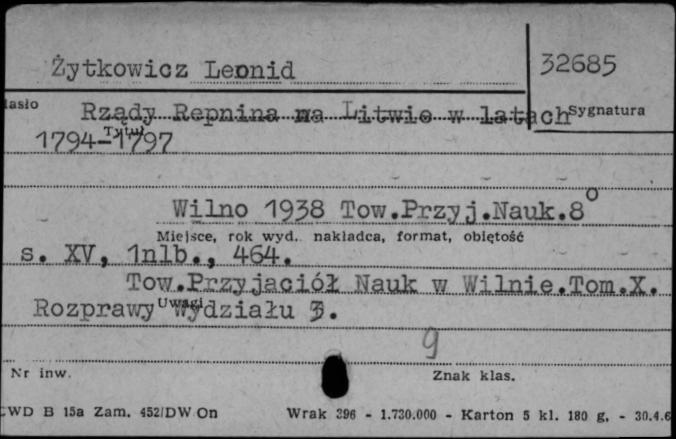 Żytkowicz Leonid
32685
Hasło
Rządy Repnina na Litwie w latach
Sygnatura
1794-1797
Tytuł
Wilno 1938 Tow.Przyj.Nauk.8°
Miejsce, rok wyd. nakładca, format, objętość
s. XV, 1nlb., 464.
Tow.Przyjaciół Nauk w Wilnie.Tom.X.
Uwagi
Rozprawy Wydziału 3.
9
Nr inw.
Znak klas.
CWD B 15a Zam. 452/DW On
Wrak 396 - 1.730.000 - Karton 5 kl. 180 g. - 30.4.6